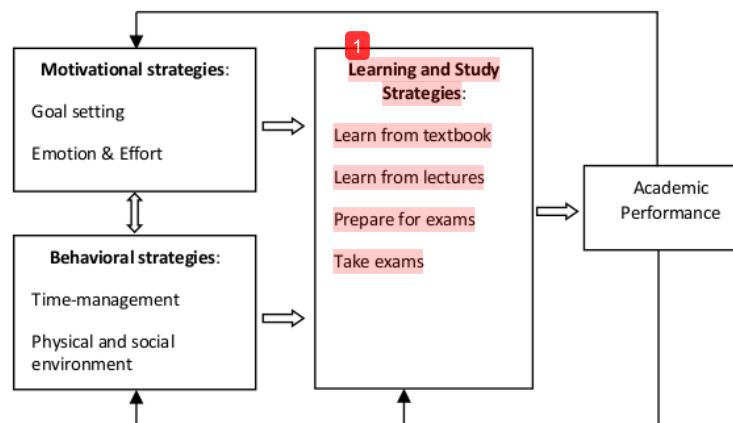 1
Motivational strategies:
Goal setting
Emotion & Effort
Behavioral strategies:
Time-management
Physical and social
environment
Learning and Study
Strategies:
Learn from textbook
Learn from lectures
Prepare for exams
Take exams
Academic
Performance